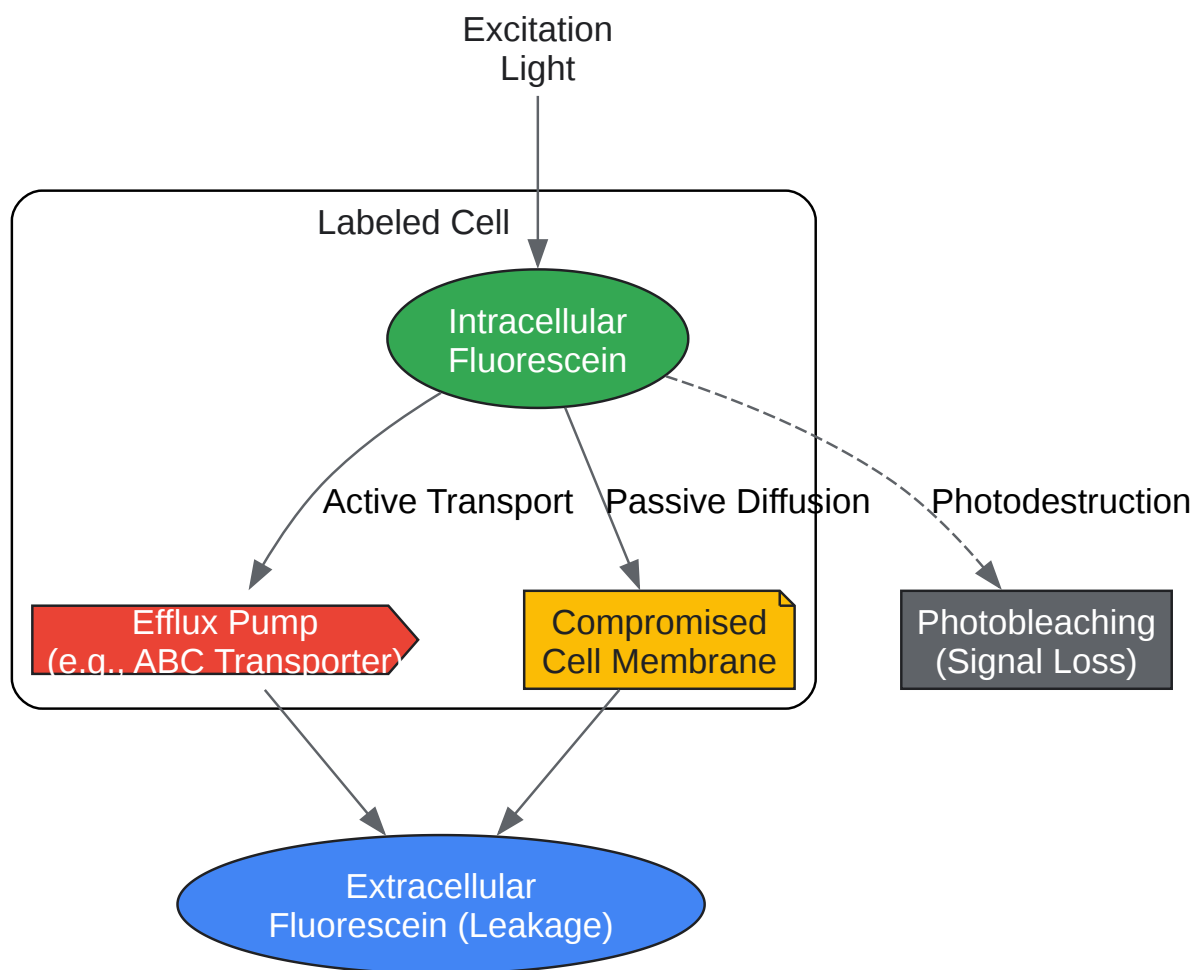 Excitation
Light
Labeled Cell
Intracellular
Fluorescein
Active Transport
Passive Diffusion
Photodestruction
Efflux Pump
(e.g., ABC Transporter)
Compromised
Cell Membrane
Photobleaching
(Signal Loss)
Extracellular
Fluorescein (Leakage)